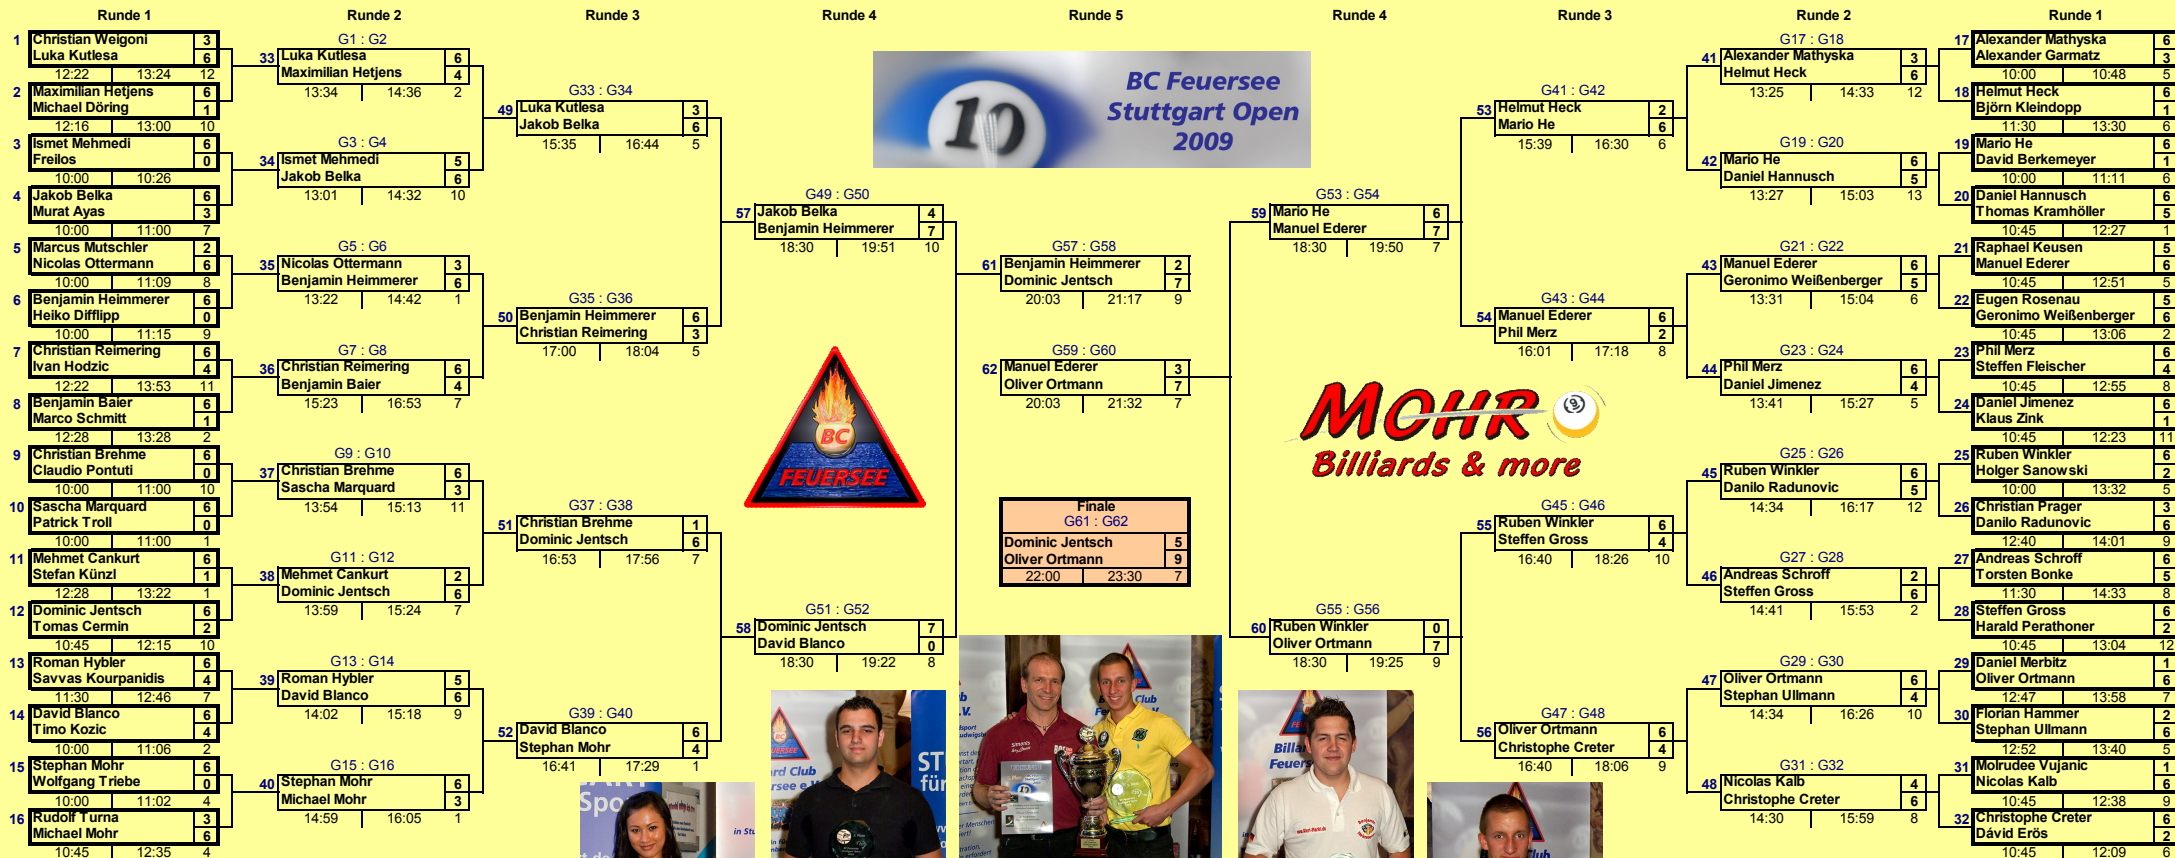 Runde 1 Runde 2 Runde 3 Runde 4 Runde 5 Runde 4 Runde 3 Runde 2 Runde 1
1 Christian Weigoni 3
Luka Kutlesa 6
12:22 13:24 12
2 Maximilian Hetjens 6
Michael Döring 1
12:16 13:00 10
3 Ismet Mehmedi 6
Freilos 0
10:00 10:26
4 Jakob Belka 6
Murat Ayas 3
10:00 11:00 7
5 Marcus Mutschler 2
Nicolas Ottermann 6
10:00 11:09 8
6 Benjamin Heimmerer 6
Heiko Difflipp 0
10:00 11:15 9
7 Christian Reimering 6
Ivan Hodzic 4
12:22 13:53 11
8 Benjamin Baier 6
Marco Schmitt 1
12:28 13:28 2
9 Christian Brehme 6
Claudio Pontuti 0
10:00 11:00 10
10 Sascha Marquard 6
Patrick Troll 0
10:00 11:00 1
11 Mehmet Cankurt 6
Stefan Künzl 1
12:28 13:22 1
12 Dominic Jentsch 6
Tomas Cermin 2
10:45 12:15 10
13 Roman Hybler 6
Savvas Kourpanidis 4
11:30 12:46 7
14 David Blanco 6
Timo Kozic 4
10:00 11:06 2
15 Stephan Mohr 6
Wolfgang Triebe 0
10:00 11:02 4
16 Rudolf Turna 3
Michael Mohr 6
10:45 12:35 4
G1 : G2
33 Luka Kutlesa 6
Maximilian Hetjens 4
13:34 14:36 2
G3 : G4
34 Ismet Mehmedi 5
Jakob Belka 6
13:01 14:32 10
G5 : G6
35 Nicolas Ottermann 3
Benjamin Heimmerer 6
13:22 14:42 1
G7 : G8
36 Christian Reimering 6
Benjamin Baier 4
15:23 16:53 7
G9 : G10
37 Christian Brehme 6
Sascha Marquard 3
13:54 15:13 11
G11 : G12
38 Mehmet Cankurt 2
Dominic Jentsch 6
13:59 15:24 7
G13 : G14
39 Roman Hybler 5
David Blanco 6
14:02 15:18 9
G15 : G16
40 Stephan Mohr 6
Michael Mohr 3
14:59 16:05 1
G33 : G34
49 Luka Kutlesa 3
Jakob Belka 6
15:35 16:44 5
G35 : G36
50 Benjamin Heimmerer 6
Christian Reimering 3
17:00 18:04 5
G37 : G38
51 Christian Brehme 1
Dominic Jentsch 6
16:53 17:56 7
G39 : G40
52 David Blanco 6
Stephan Mohr 4
16:41 17:29 1
G49 : G50
57 Jakob Belka 4
Benjamin Heimmerer 7
18:30 19:51 10
BC
FEUERSEE
G51 : G52
58 Dominic Jentsch 7
David Blanco 0
18:30 19:22 8
10
BC Feuersee
Stuttgart Open
2009
G57 : G58
61 Benjamin Heimmerer 2
Dominic Jentsch 7
20:03 21:17 9
G59 : G60
62 Manuel Ederer 3
Oliver Ortmann 7
20:03 21:32 7
Finale
G61 : G62
Dominic Jentsch 5
Oliver Ortmann 9
22:00 23:30 7
G53 : G54
59 Mario He 6
Manuel Ederer 7
18:30 19:50 7
MOHR 9
Billiards & more
G55 : G56
60 Ruben Winkler 0
Oliver Ortmann 7
18:30 19:25 9
G41 : G42
53 Helmut Heck 2
Mario He 6
15:39 16:30 6
G43 : G44
54 Manuel Ederer 6
Phil Merz 2
16:01 17:18 8
G45 : G46
55 Ruben Winkler 6
Steffen Gross 4
16:40 18:26 10
G47 : G48
56 Oliver Ortmann 6
Christophe Creter 4
16:40 18:06 9
G17 : G18
41 Alexander Mathyska 3
Helmut Heck 6
13:25 14:33 12
G19 : G20
42 Mario He 6
Daniel Hannusch 5
13:27 15:03 13
G21 : G22
43 Manuel Ederer 6
Geronimo Weißenberger 5
13:31 15:04 6
G23 : G24
44 Phil Merz 6
Daniel Jimenez 4
13:41 15:27 5
G25 : G26
45 Ruben Winkler 6
Danilo Radunovic 5
14:34 16:17 12
G27 : G28
46 Andreas Schroff 2
Steffen Gross 6
14:41 15:53 2
G29 : G30
47 Oliver Ortmann 6
Stephan Ullmann 4
14:34 16:26 10
G31 : G32
48 Nicolas Kalb 4
Christophe Creter 6
14:30 15:59 8
17 Alexander Mathyska 6
Alexander Garmatz 3
10:00 10:48 5
18 Helmut Heck 6
Björn Kleindopp 1
11:30 13:30 6
19 Mario He 6
David Berkemeyer 1
10:00 11:11 6
20 Daniel Hannusch 6
Thomas Kramhöller 5
10:45 12:27 1
21 Raphael Keusen 5
Manuel Ederer 6
10:45 12:51 5
22 Eugen Rosenau 5
Geronimo Weißenberger 6
10:45 13:06 2
23 Phil Merz 6
Steffen Fleischer 4
10:45 12:55 8
24 Daniel Jimenez 6
Klaus Zink 1
10:45 12:23 11
25 Ruben Winkler 6
Holger Sanowski 2
10:00 13:32 5
26 Christian Prager 3
Danilo Radunovic 6
12:40 14:01 9
27 Andreas Schroff 6
Torsten Bonke 5
11:30 14:33 8
28 Steffen Gross 6
Harald Perathoner 2
10:45 13:04 12
29 Daniel Merbitz 1
Oliver Ortmann 6
12:47 13:58 7
30 Florian Hammer 2
Stephan Ullmann 6
12:52 13:40 5
31 Molrudee Vujanic 1
Nicolas Kalb 6
10:45 12:38 9
32 Christophe Creter 6
Dávid Erös 2
10:45 12:09 6